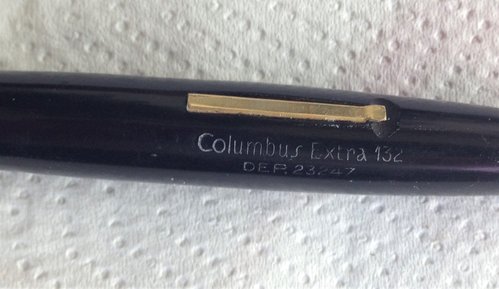 Columbus Extra 132
DEP. 23247